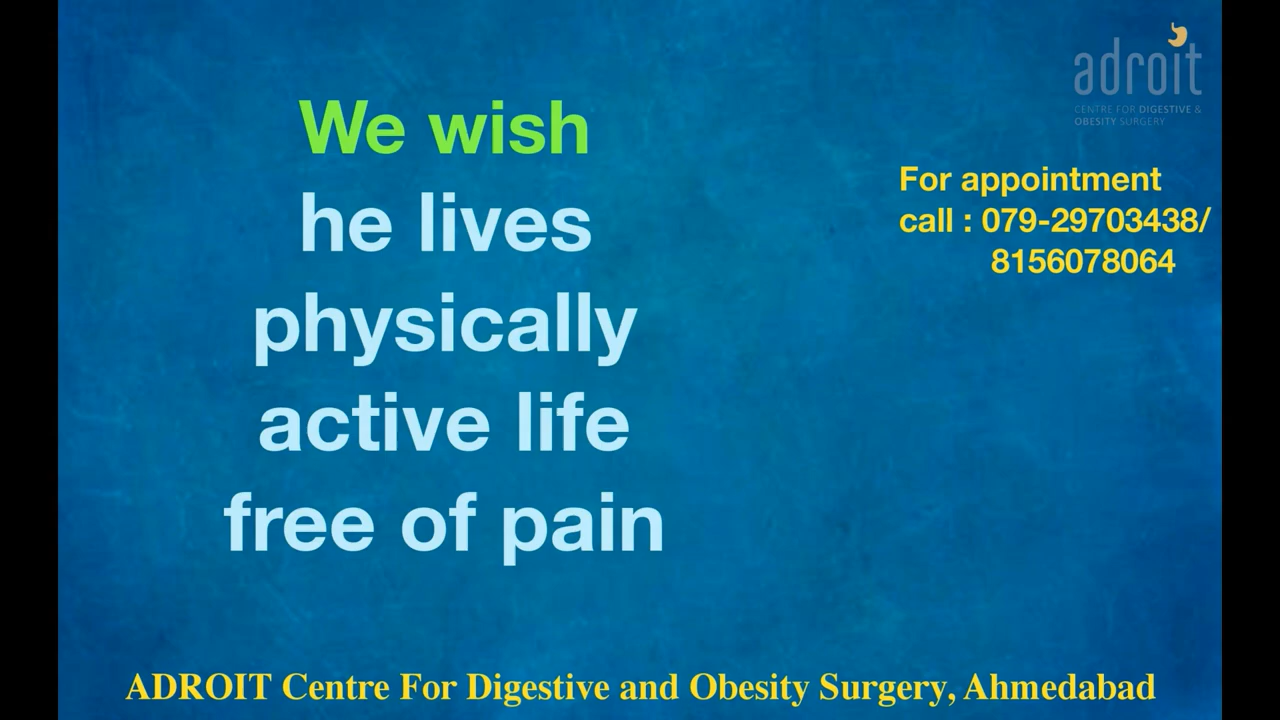 We wish
he lives
physically
active life
free of pain
adroit
CENTRE FOR DIGESTIVE &
OBESITY SURGERY
For appointment
call : 079-29703438/
8156078064
ADROIT Centre For Digestive and Obesity Surgery, Ahmedabad